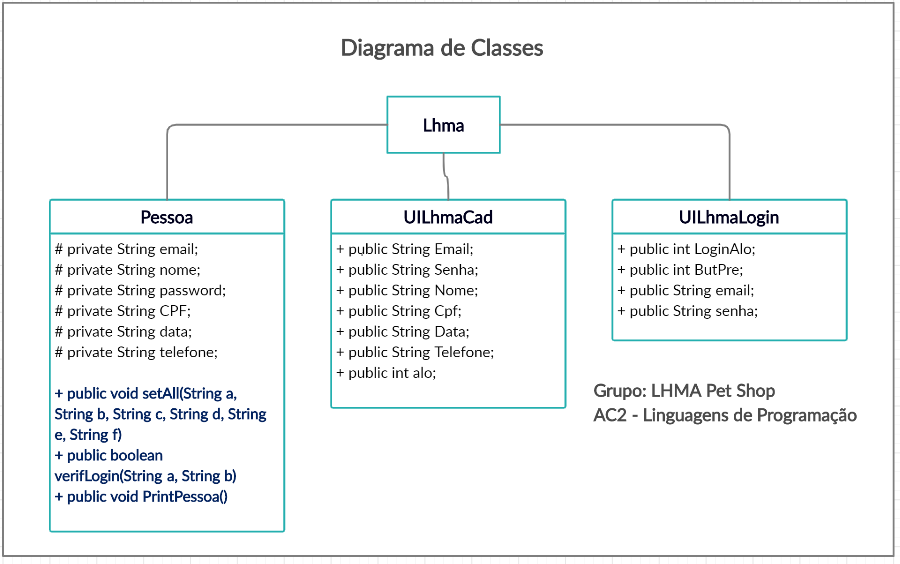 Diagrama de Classes
Lhma
Pessoa
# private String email;
# private String nome;
# private String password;
# private String CPF;
# private String data;
# private String telefone;
+ public void setAll(String a,
String b, String c, String d, String
e, String f)
+ public boolean
verifLogin(String a, String b)
+ public void PrintPessoa()
UILhmaCad
+ public String Email;
+ public String Senha;
+ public String Nome;
+ public String Cpf;
+ public String Data;
+ public String Telefone;
+ public int alo;
UILhmaLogin
+ public int LoginAlo;
+ public int ButPre;
+ public String email;
+ public String senha;
Grupo: LHMA Pet Shop
AC2 - Linguagens de Programação